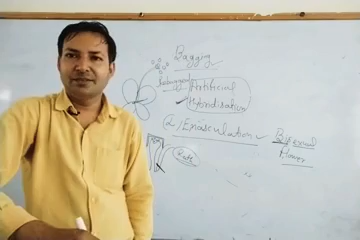 Bagging
Artificial
Hybridisation
② Emasculation
Bisexual
Flower